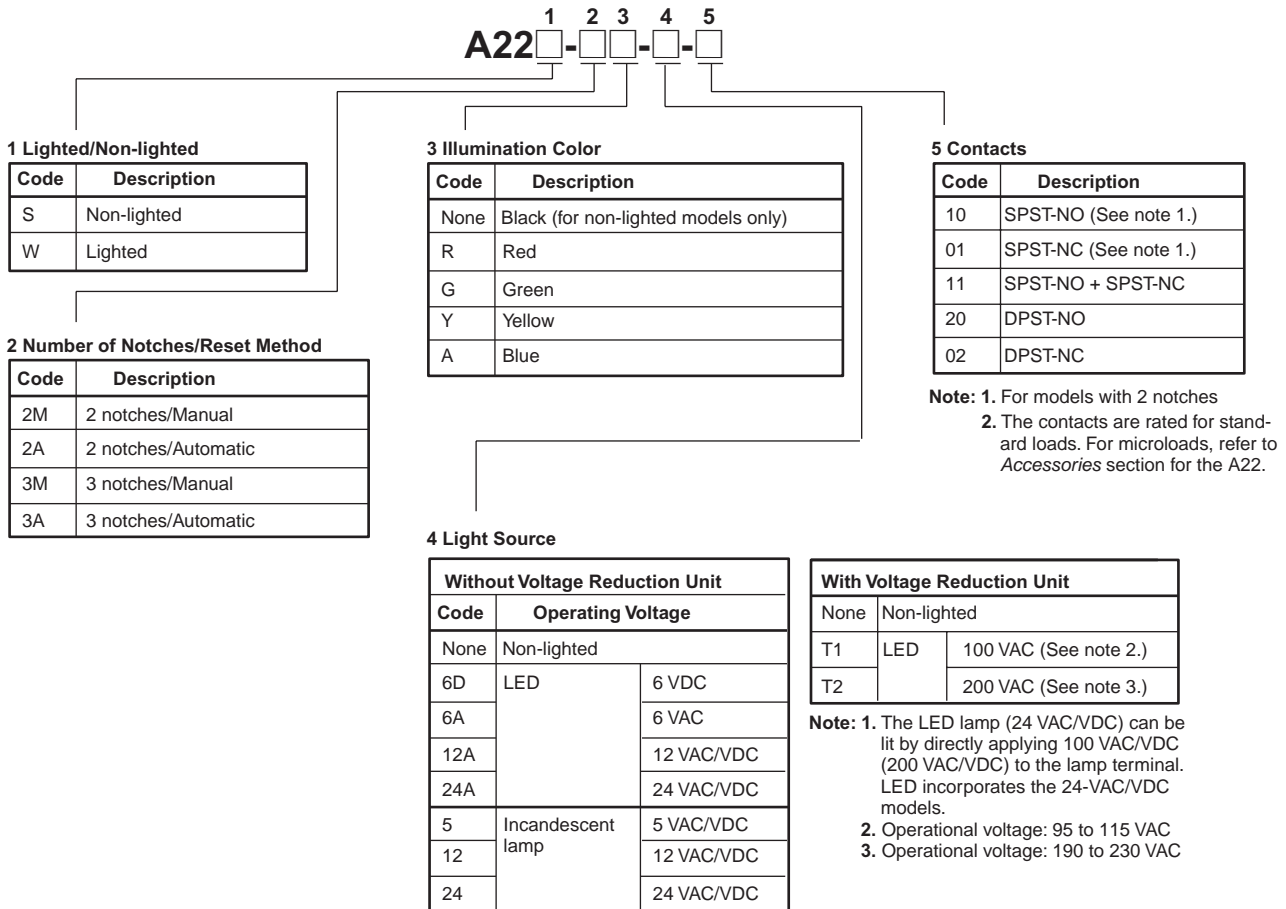 1 2 3 4 5
A22□-□□-□-□
1 Lighted/Non-lighted
Code Description
S Non-lighted
W Lighted
2 Number of Notches/Reset Method
Code Description
2M 2 notches/Manual
2A 2 notches/Automatic
3M 3 notches/Manual
3A 3 notches/Automatic
3 Illumination Color
Code Description
None Black (for non-lighted models only)
R Red
G Green
Y Yellow
A Blue
5 Contacts
Code Description
10 SPST-NO (See note 1.)
01 SPST-NC (See note 1.)
11 SPST-NO + SPST-NC
20 DPST-NO
02 DPST-NC
Note: 1. For models with 2 notches
2. The contacts are rated for stand-
ard loads. For microloads, refer to
Accessories section for the A22.
4 Light Source
Without Voltage Reduction Unit
Code Operating Voltage
None Non-lighted
6D LED 6 VDC
6A 6 VAC
12A 12 VAC/VDC
24A 24 VAC/VDC
5 Incandescent 5 VAC/VDC
lamp
12 12 VAC/VDC
24 24 VAC/VDC
With Voltage Reduction Unit
None Non-lighted
T1 LED 100 VAC (See note 2.)
T2 200 VAC (See note 3.)
Note: 1. The LED lamp (24 VAC/VDC) can be
lit by directly applying 100 VAC/VDC
(200 VAC/VDC) to the lamp terminal.
LED incorporates the 24-VAC/VDC
models.
2. Operational voltage: 95 to 115 VAC
3. Operational voltage: 190 to 230 VAC